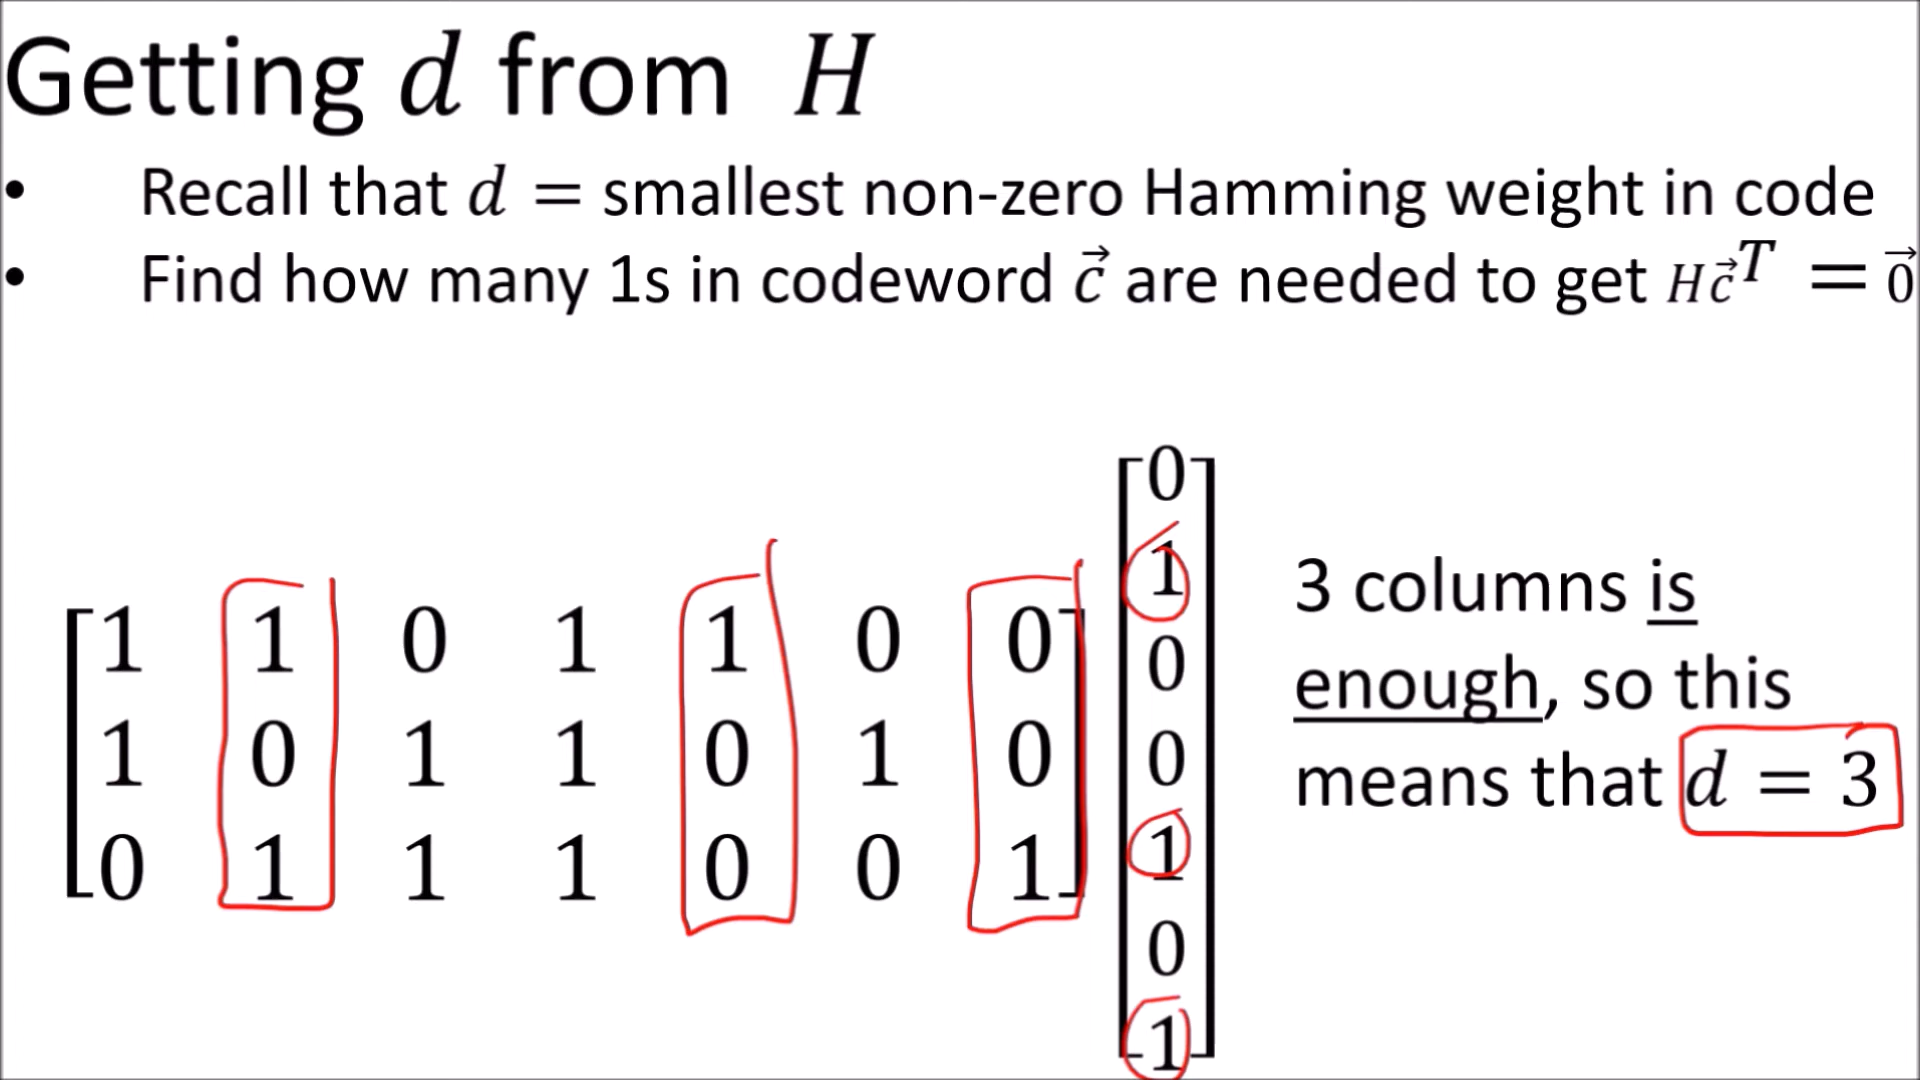 Getting d from H
• Recall that d = smallest non-zero Hamming weight in code
• Find how many 1s in codeword c⃗ are needed to get Hc⃗ᵀ = 0⃗
[1 1 0 1 1 0 0]
[1 0 1 1 0 1 0]
[0 1 1 1 0 0 1]
[0
1
0
0
1
0
1]
3 columns is
enough, so this
means that d = 3